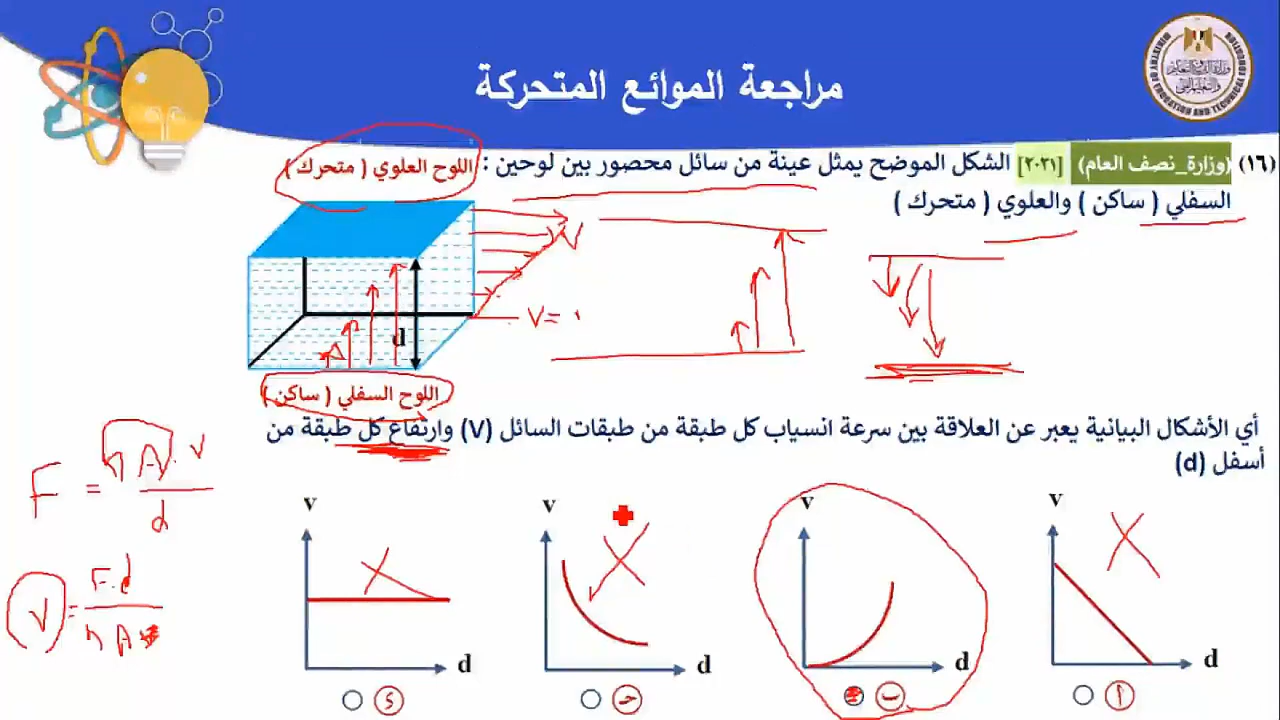 مراجعة الموائع المتحركة
(١٦) (وزارة_نصف العام) [٢٠٢١] الشكل الموضح يمثل عينة من سائل محصور بين لوحين :
السفلي ( ساكن ) والعلوي ( متحرك )
اللوح العلوي ( متحرك )
V
V = ٠
d
اللوح السفلي ( ساكن )
أي الأشكال البيانية يعبر عن العلاقة بين سرعة انسياب كل طبقة من طبقات السائل (V) وارتفاع كل طبقة من
أسفل (d)
F = η A . v / d
v = F.d / η A
v d أ
v d ب
v d جـ
v d د